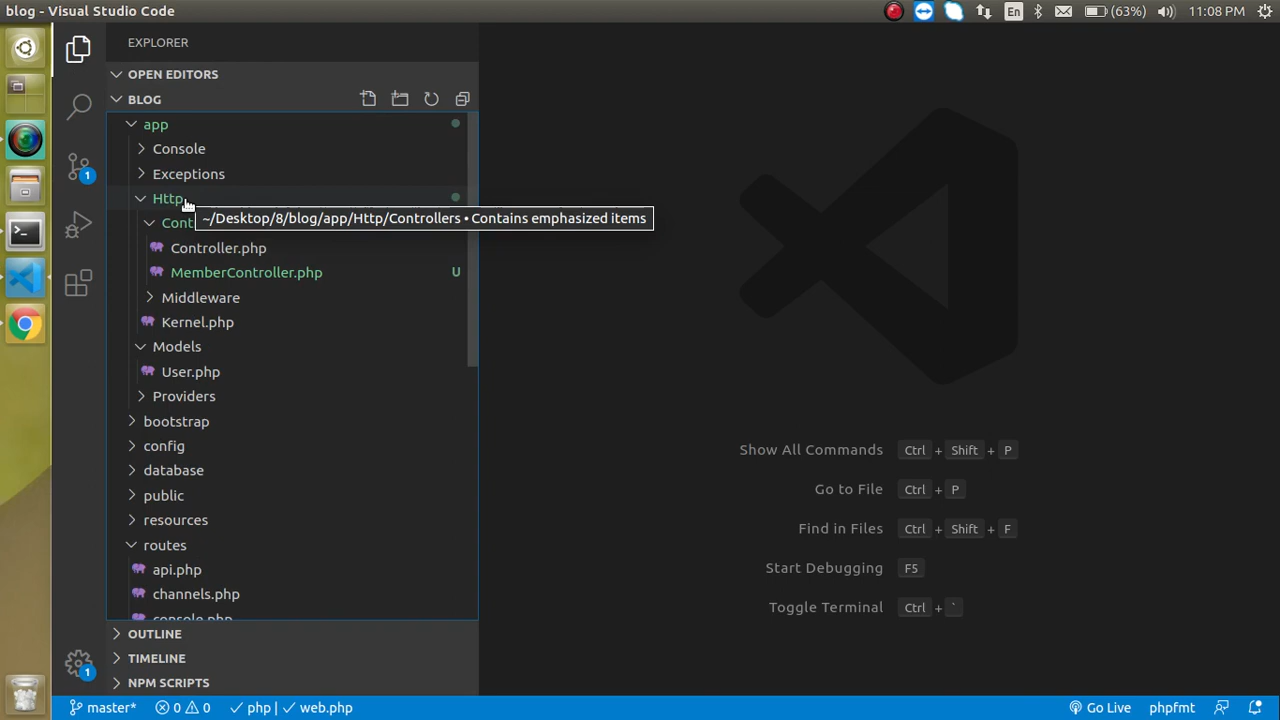 blog - Visual Studio Code
En
(63%)
11:08 PM
EXPLORER
OPEN EDITORS
BLOG
app
Console
Exceptions
Http
~/Desktop/8/blog/app/Http/Controllers • Contains emphasized items
Cont
Controller.php
MemberController.php U
Middleware
Kernel.php
Models
User.php
Providers
bootstrap
config
database
public
resources
routes
api.php
channels.php
console.php
OUTLINE
TIMELINE
NPM SCRIPTS
1
1
Show All Commands Ctrl + Shift + P
Go to File Ctrl + P
Find in Files Ctrl + Shift + F
Start Debugging F5
Toggle Terminal Ctrl + `
master* 0 0 php | web.php
Go Live phpfmt